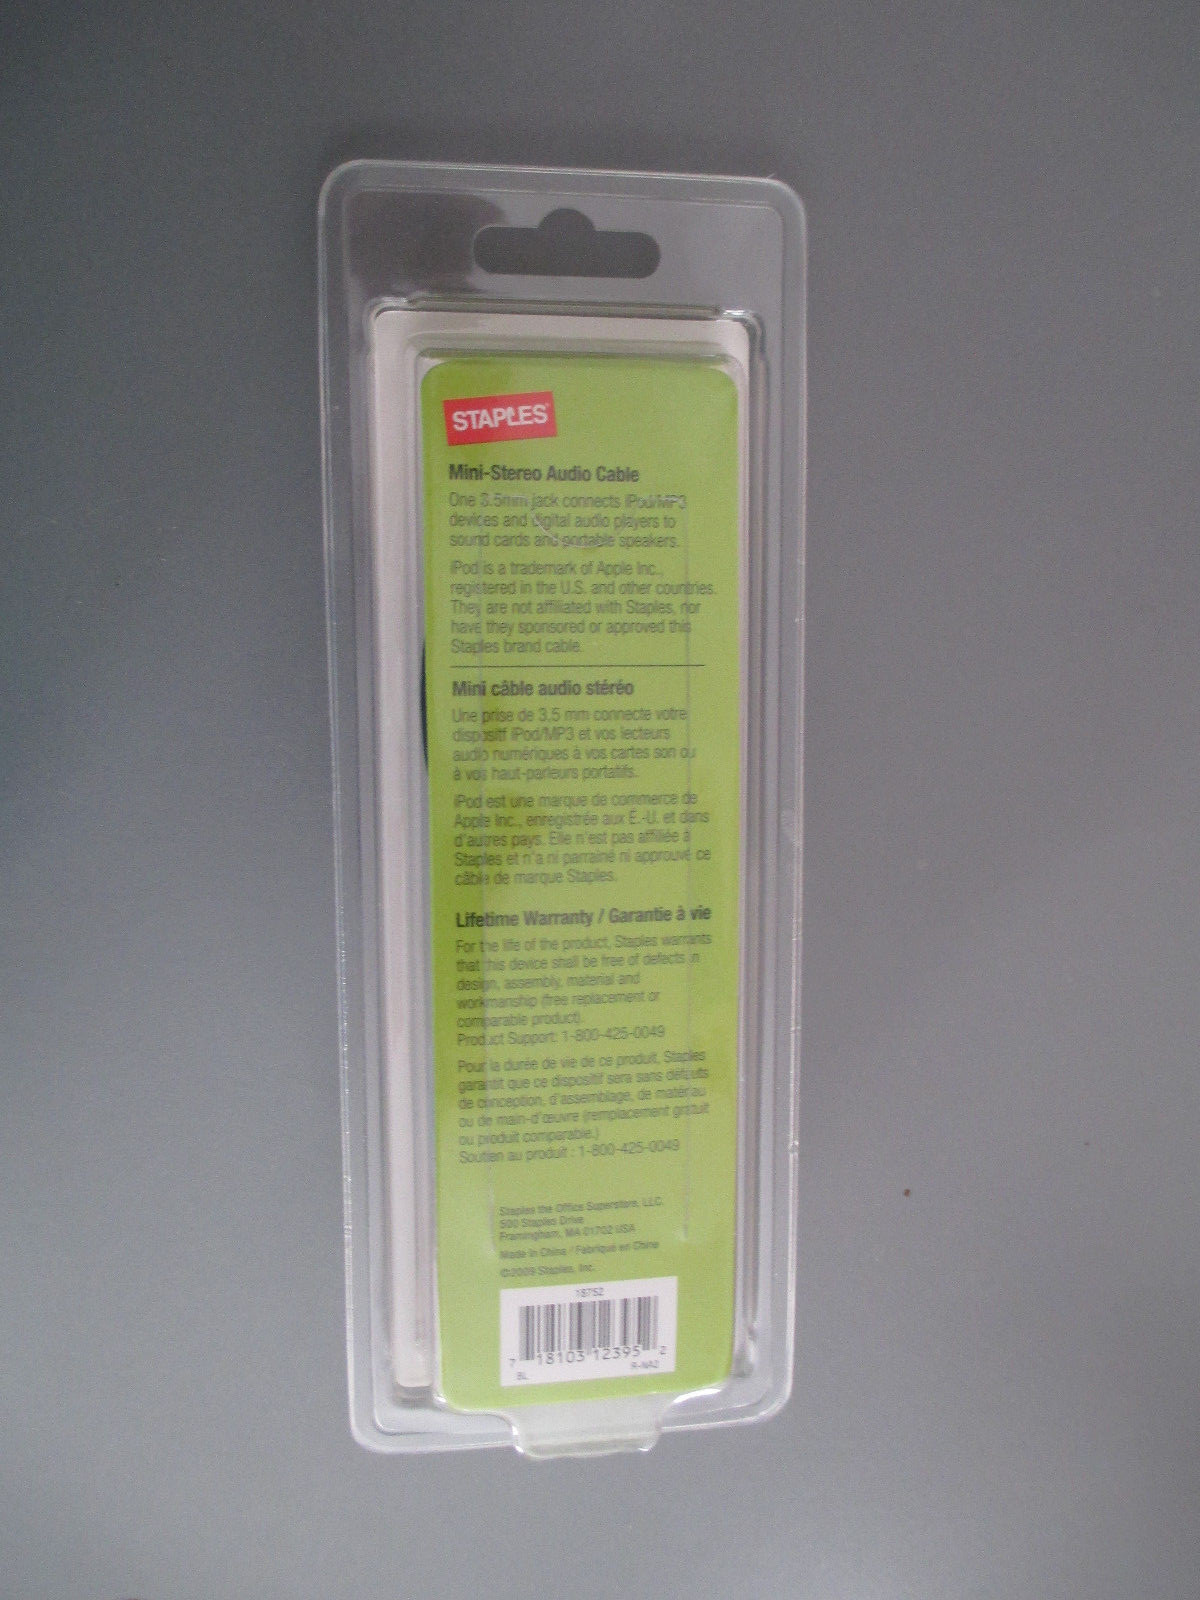 STAPLES®
Mini-Stereo Audio Cable
One 3.5mm jack connects iPod/MP3
devices and digital audio players to
sound cards and portable speakers.
iPod is a trademark of Apple Inc.,
registered in the U.S. and other countries.
They are not affiliated with Staples, nor
have they sponsored or approved this
Staples brand cable.
Mini câble audio stéréo
Une prise de 3,5 mm connecte votre
dispositif iPod/MP3 et vos lecteurs
audio numériques à vos cartes son ou
à vos haut-parleurs portatifs.
iPod est une marque de commerce de
Apple Inc., enregistrée aux É.-U. et dans
d'autres pays. Elle n'est pas affiliée à
Staples et n'a ni parrainé ni approuvé ce
câble de marque Staples.
Lifetime Warranty / Garantie à vie
For the life of the product, Staples warrants
that this device shall be free of defects in
design, assembly, material and
workmanship (free replacement or
comparable product).
Product Support: 1-800-425-0049
Pour la durée de vie de ce produit, Staples
garantit que ce dispositif sera sans défauts
de conception, d'assemblage, de matériau
ou de main-d'œuvre (remplacement gratuit
ou produit comparable.)
Soutien au produit : 1-800-425-0049
Staples the Office Superstore, LLC.
500 Staples Drive
Framingham, MA 01702 USA
Made in China / Fabriqué en Chine
©2009 Staples, Inc.
18752
7 18103 12395 2
BL R-NA2